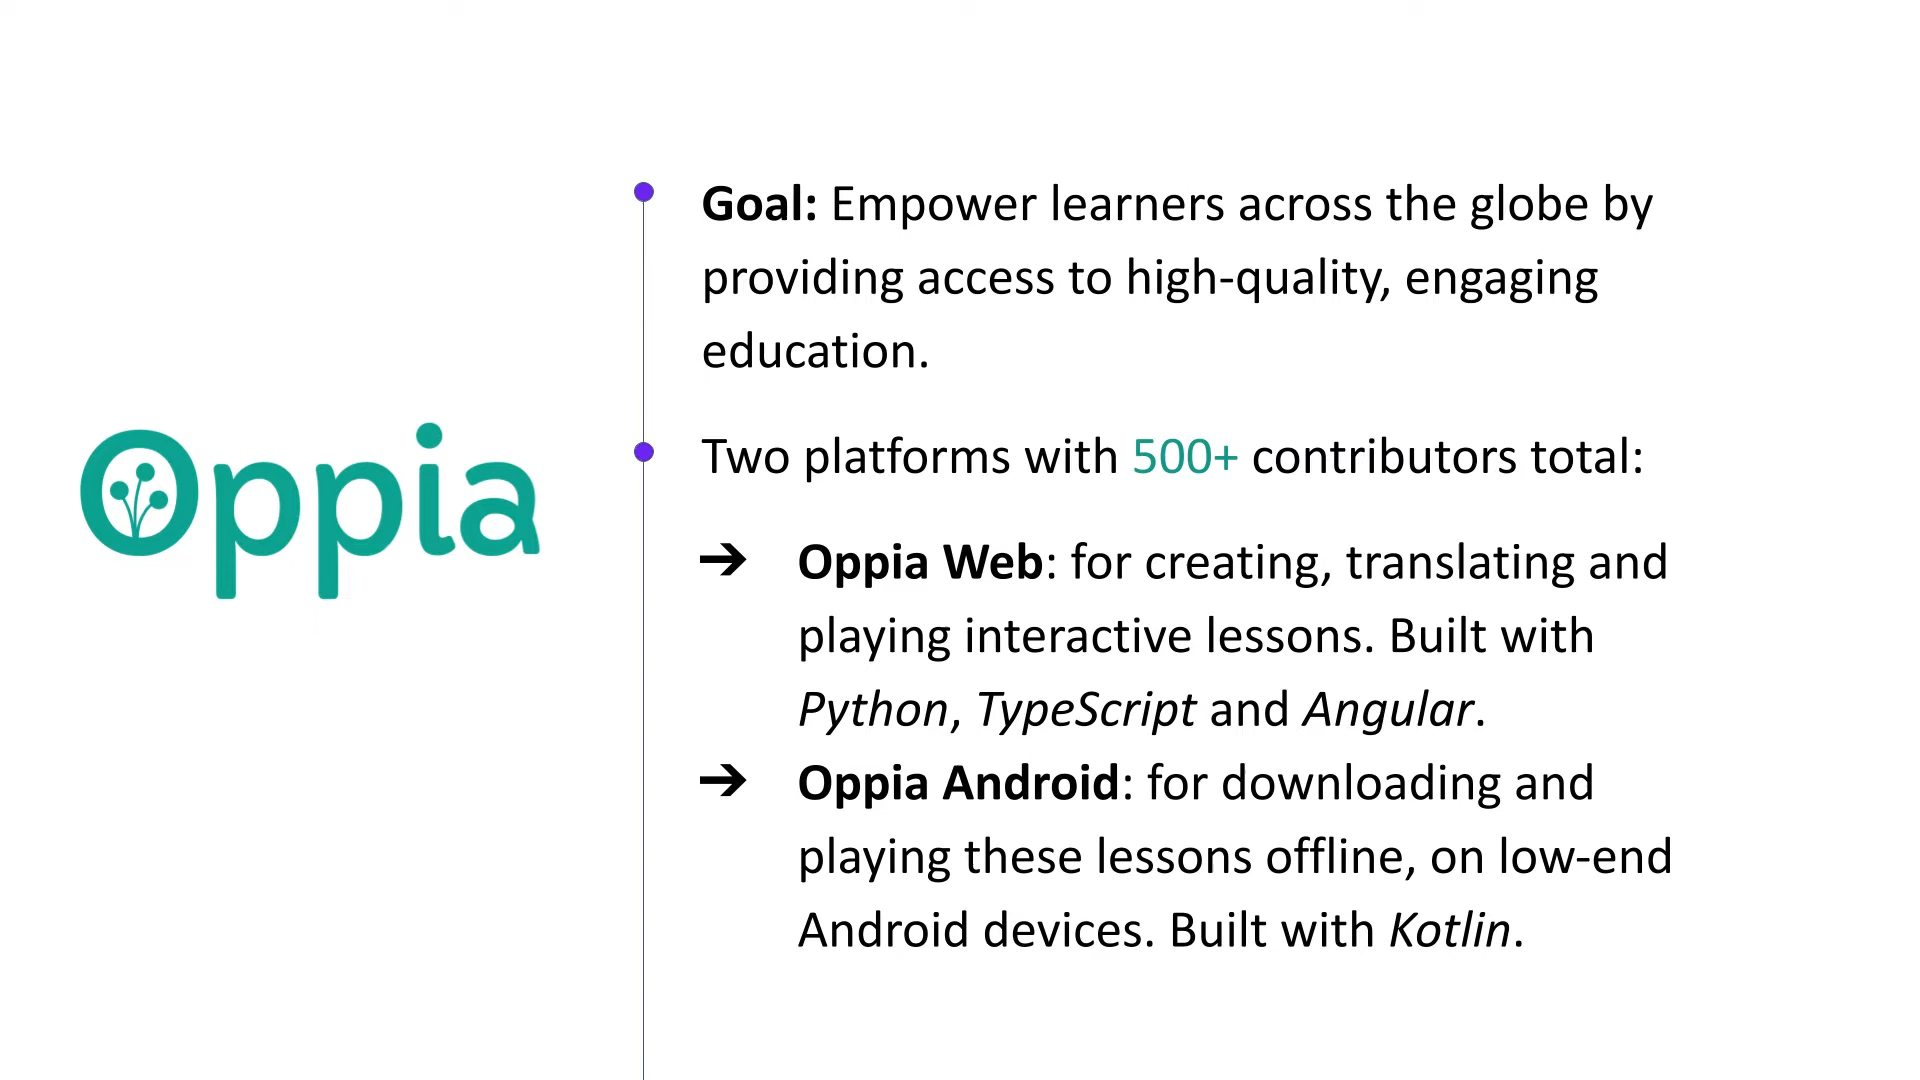 Oppia
Goal: Empower learners across the globe by
providing access to high-quality, engaging
education.
Two platforms with 500+ contributors total:
➔ Oppia Web: for creating, translating and
playing interactive lessons. Built with
Python, TypeScript and Angular.
➔ Oppia Android: for downloading and
playing these lessons offline, on low-end
Android devices. Built with Kotlin.